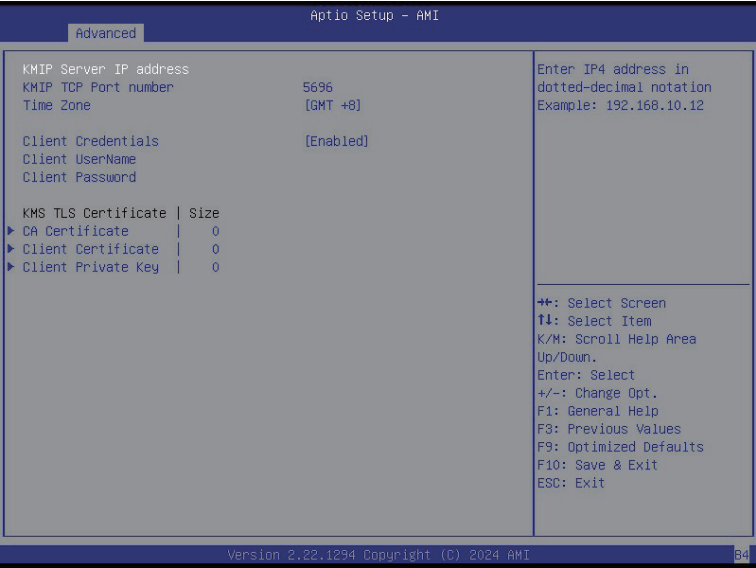 Aptio Setup – AMI
Advanced
KMIP Server IP address
KMIP TCP Port number 5696
Time Zone [GMT +8]
Client Credentials [Enabled]
Client UserName
Client Password
KMS TLS Certificate | Size
▶ CA Certificate | 0
▶ Client Certificate | 0
▶ Client Private Key | 0
Enter IP4 address in
dotted-decimal notation
Example: 192.168.10.12
→←: Select Screen
↑↓: Select Item
K/M: Scroll Help Area
Up/Down.
Enter: Select
+/–: Change Opt.
F1: General Help
F3: Previous Values
F9: Optimized Defaults
F10: Save & Exit
ESC: Exit
Version 2.22.1294 Copyright (C) 2024 AMI
B4